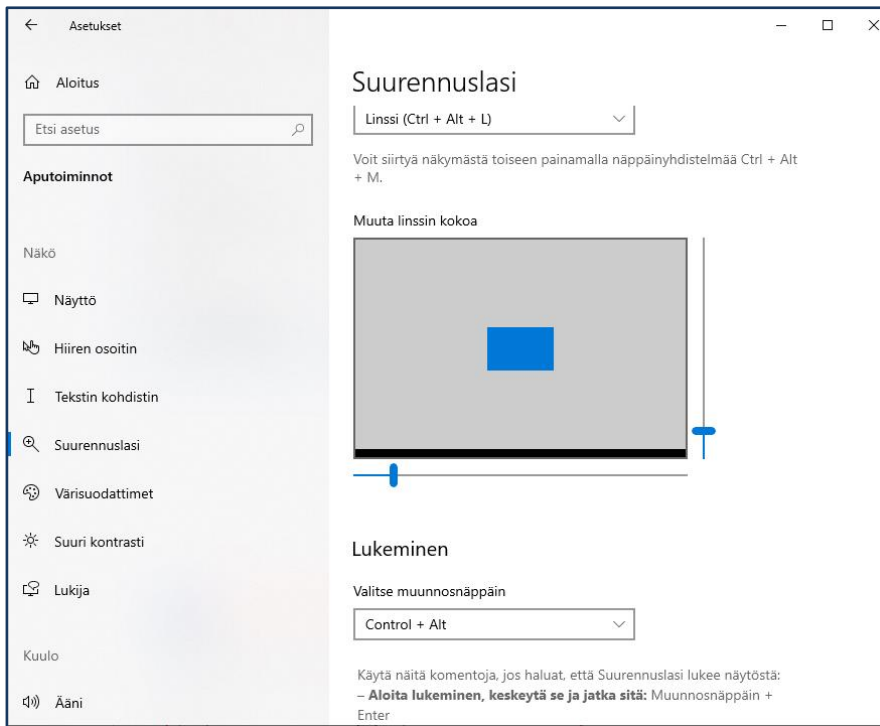 Asetukset
Aloitus
Etsi asetus
Aputoiminnot
Näkö
Näyttö
Hiiren osoitin
Tekstin kohdistin
Suurennuslasi
Värisuodattimet
Suuri kontrasti
Lukija
Kuulo
Ääni
Suurennuslasi
Linssi (Ctrl + Alt + L)
Voit siirtyä näkymästä toiseen painamalla näppäinyhdistelmää Ctrl + Alt
+ M.
Muuta linssin kokoa
Lukeminen
Valitse muunnosnäppäin
Control + Alt
Käytä näitä komentoja, jos haluat, että Suurennuslasi lukee näytöstä:
– Aloita lukeminen, keskeytä se ja jatka sitä: Muunnosnäppäin +
Enter